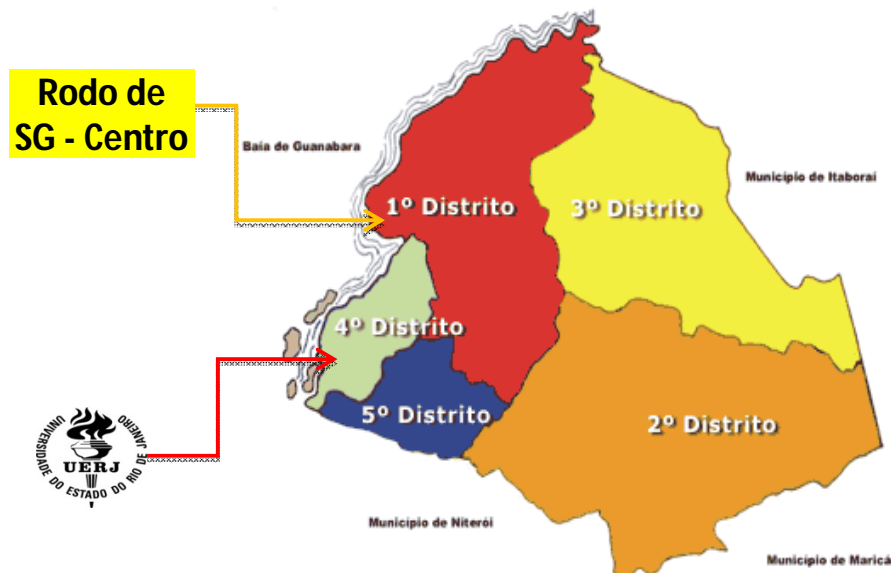 Rodo de
SG - Centro
Baía de Guanabara
Município de Itaboraí
1º Distrito
3º Distrito
4º Distrito
5º Distrito
2º Distrito
UNIVERSIDADE DO ESTADO DO RIO DE JANEIRO
UERJ
Município de Niterói
Município de Maricá